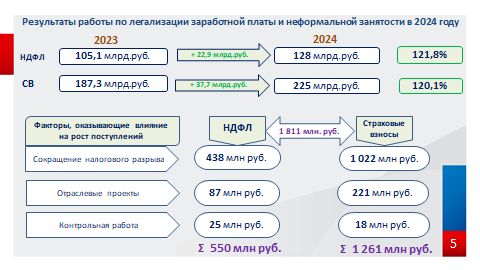 Результаты работы по легализации заработной платы и неформальной занятости в 2024 году
2023
2024
НДФЛ
105,1 млрд.руб.
+ 22,9 млрд.руб.
128 млрд.руб.
121,8%
СВ
187,3 млрд.руб.
+ 37,7 млрд.руб.
225 млрд.руб.
120,1%
Факторы, оказывающие влияние
на рост поступлений
НДФЛ
1 811 млн. руб.
Страховые
взносы
Сокращение налогового разрыва
438 млн руб.
1 022 млн руб.
Отраслевые проекты
87 млн руб.
221 млн руб.
Контрольная работа
25 млн руб.
18 млн руб.
Σ 550 млн руб.
Σ 1 261 млн руб.
5